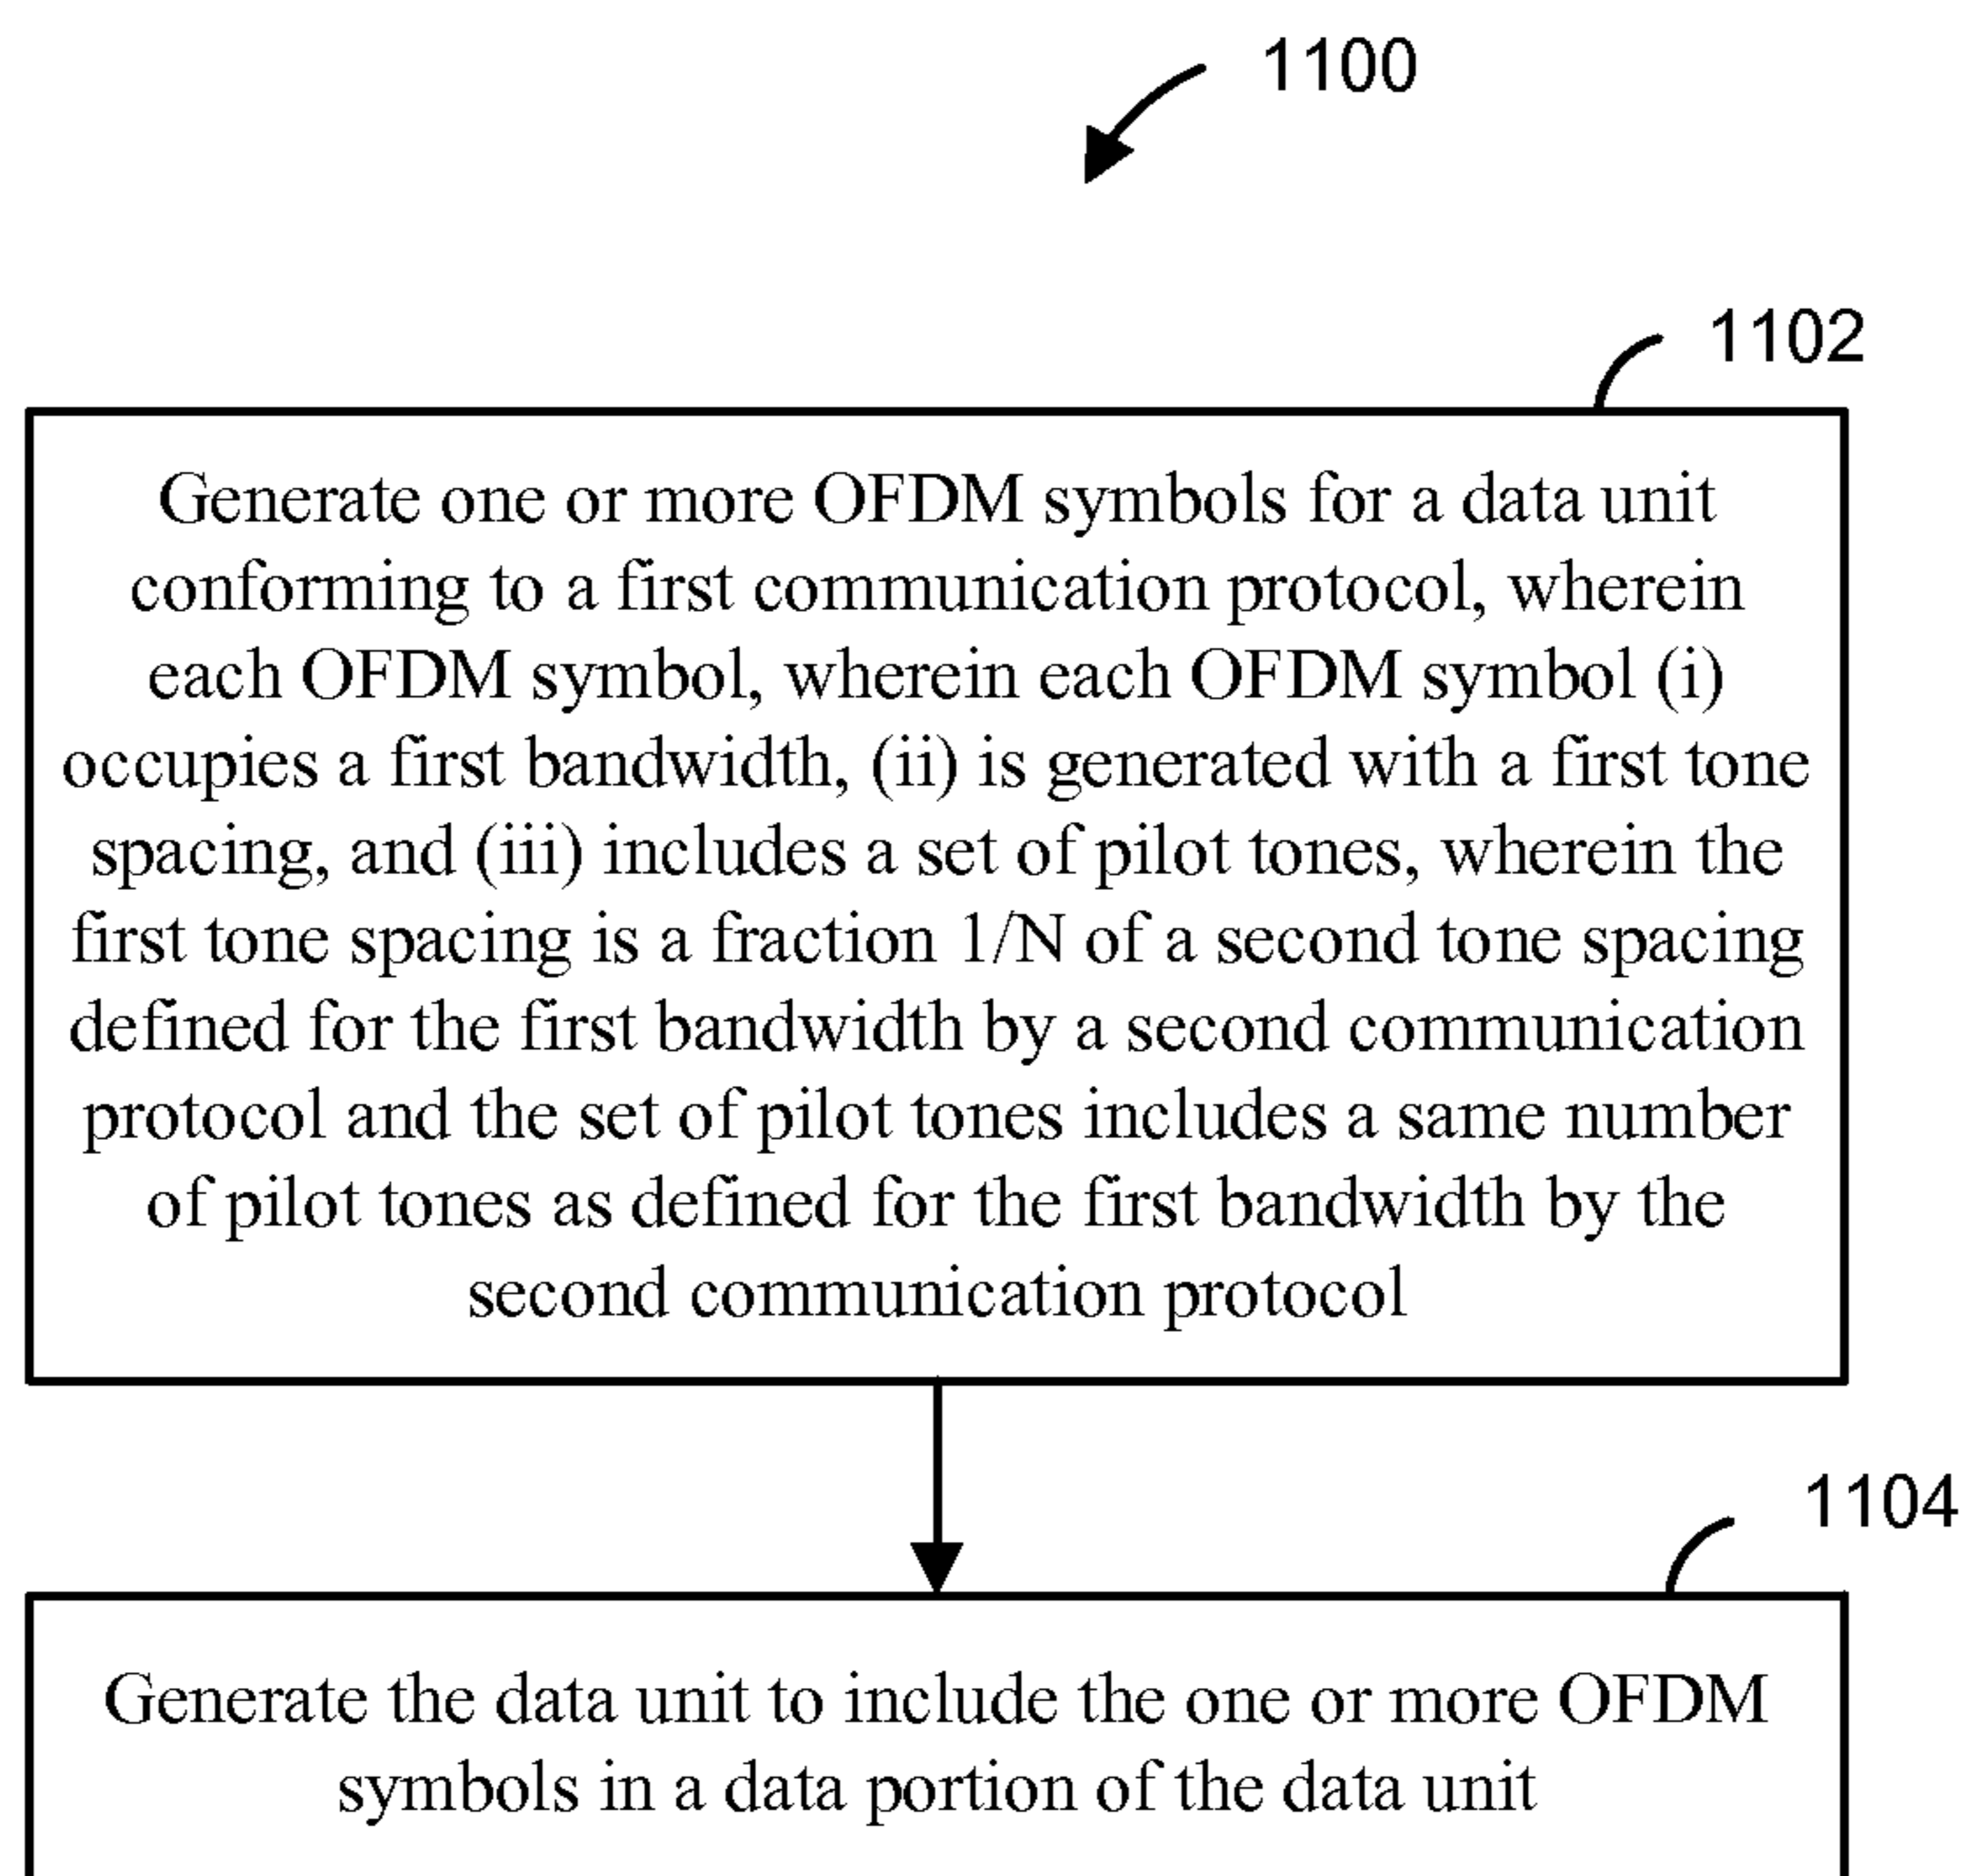 1100
1102
Generate one or more OFDM symbols for a data unit
conforming to a first communication protocol, wherein
each OFDM symbol, wherein each OFDM symbol (i)
occupies a first bandwidth, (ii) is generated with a first tone
spacing, and (iii) includes a set of pilot tones, wherein the
first tone spacing is a fraction 1/N of a second tone spacing
defined for the first bandwidth by a second communication
protocol and the set of pilot tones includes a same number
of pilot tones as defined for the first bandwidth by the
second communication protocol
1104
Generate the data unit to include the one or more OFDM
symbols in a data portion of the data unit